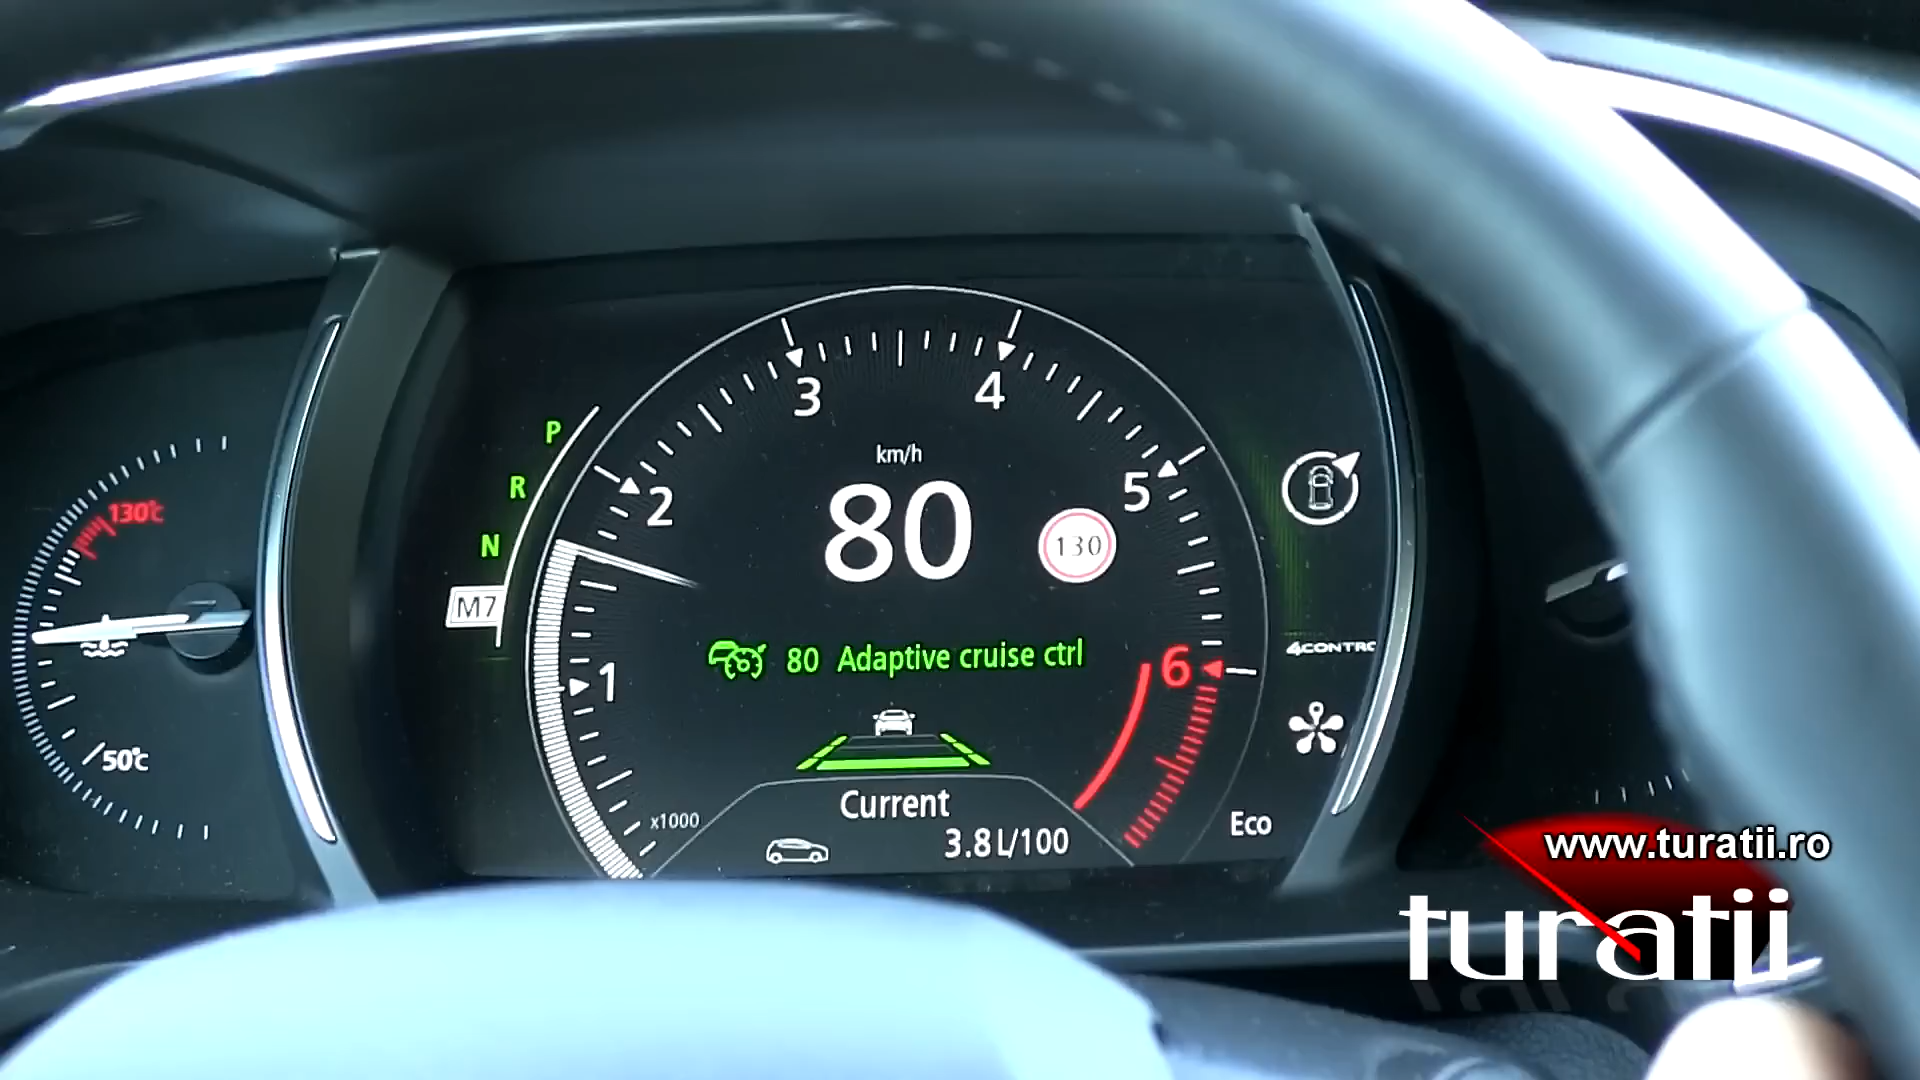 3
4
2
5
1
6
P
R
N
M7
km/h
80
130
80 Adaptive cruise ctrl
x1000
Current
3.8 L/100
130℃
50℃
4CONTRO
Eco
www.turatii.ro
turatii